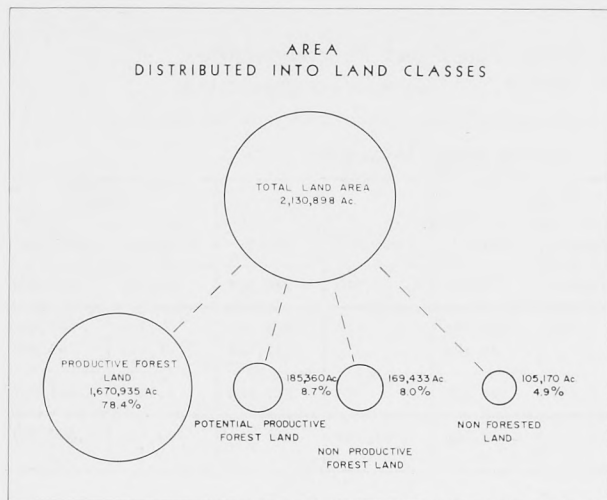 AREA
DISTRIBUTED INTO LAND CLASSES
TOTAL LAND AREA
2,130,898 Ac.
PRODUCTIVE FOREST
LAND
1,670,935 Ac
78.4%
185,360 Ac
8.7%
POTENTIAL PRODUCTIVE
FOREST LAND
169,433 Ac
8.0%
NON PRODUCTIVE
FOREST LAND
105,170 Ac
4.9%
NON FORESTED
LAND